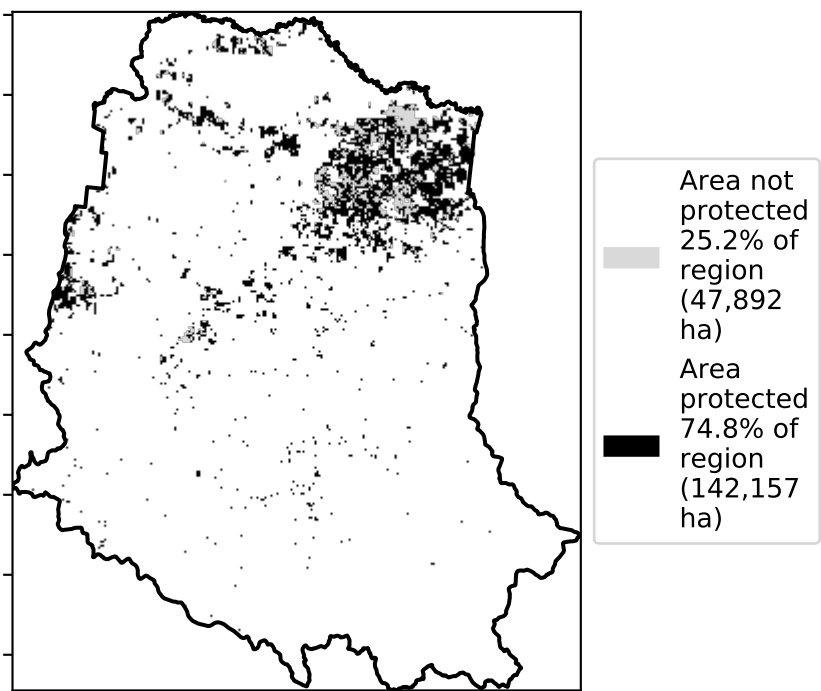 Area not
protected
25.2% of
region
(47,892
ha)
Area
protected
74.8% of
region
(142,157
ha)